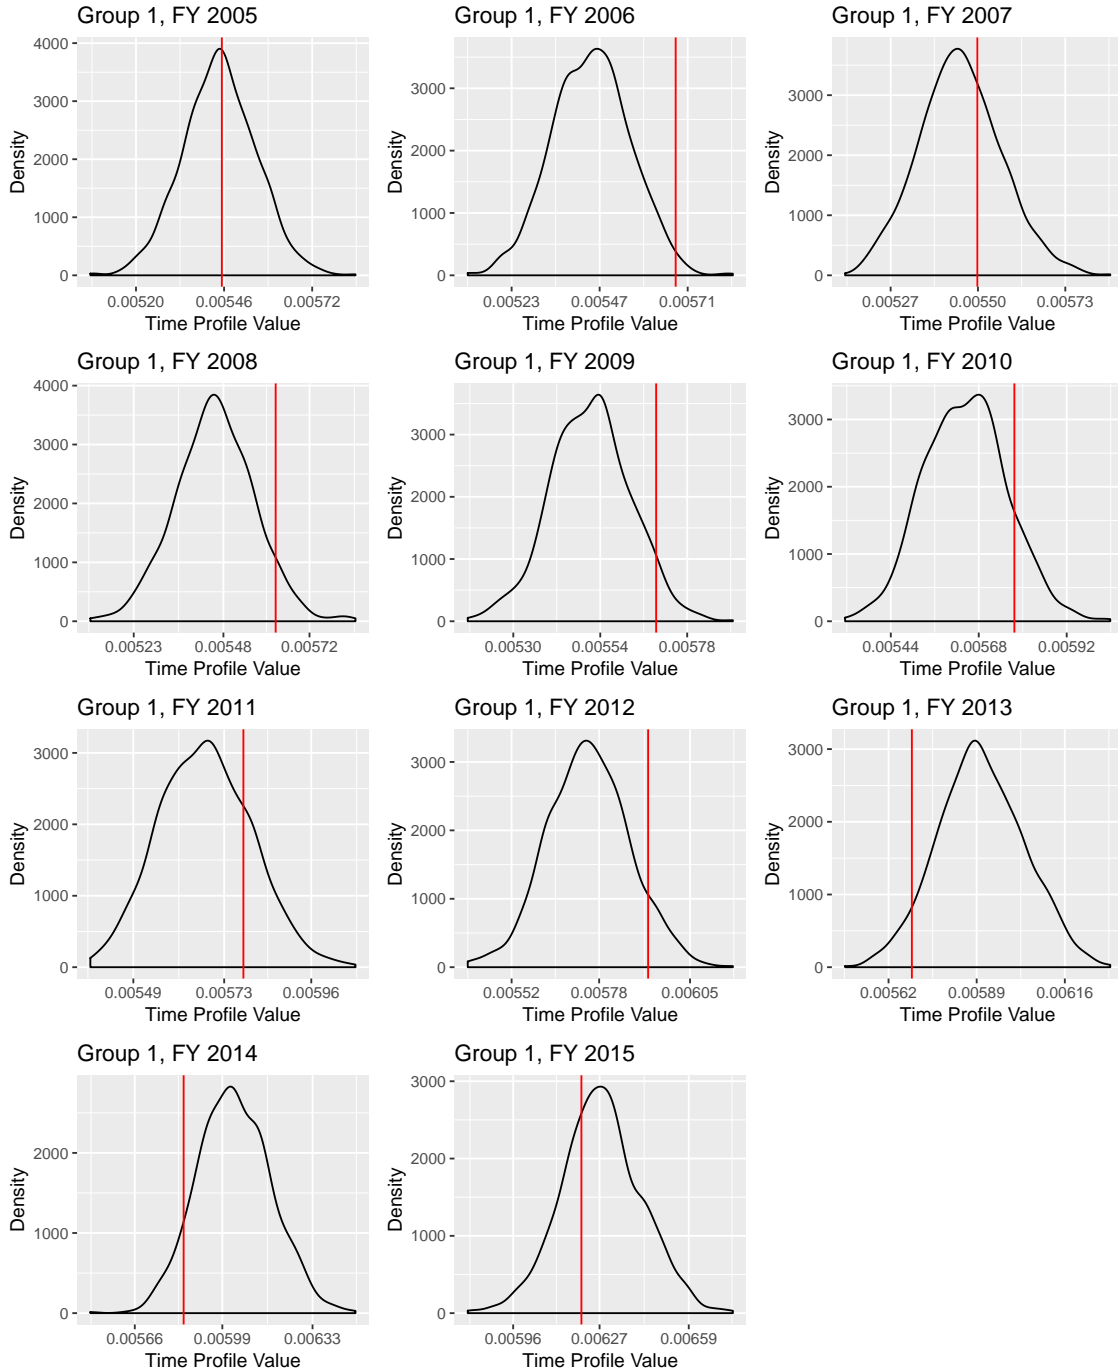 Group 1, FY 2005
4000
3000
2000
1000
0
Density
0.00520 0.00546 0.00572
Time Profile Value
Group 1, FY 2006
3000
2000
1000
0
Density
0.00523 0.00547 0.00571
Time Profile Value
Group 1, FY 2007
3000
2000
1000
0
Density
0.00527 0.00550 0.00573
Time Profile Value
Group 1, FY 2008
4000
3000
2000
1000
0
Density
0.00523 0.00548 0.00572
Time Profile Value
Group 1, FY 2009
3000
2000
1000
0
Density
0.00530 0.00554 0.00578
Time Profile Value
Group 1, FY 2010
3000
2000
1000
0
Density
0.00544 0.00568 0.00592
Time Profile Value
Group 1, FY 2011
3000
2000
1000
0
Density
0.00549 0.00573 0.00596
Time Profile Value
Group 1, FY 2012
3000
2000
1000
0
Density
0.00552 0.00578 0.00605
Time Profile Value
Group 1, FY 2013
3000
2000
1000
0
Density
0.00562 0.00589 0.00616
Time Profile Value
Group 1, FY 2014
2000
1000
0
Density
0.00566 0.00599 0.00633
Time Profile Value
Group 1, FY 2015
3000
2000
1000
0
Density
0.00596 0.00627 0.00659
Time Profile Value